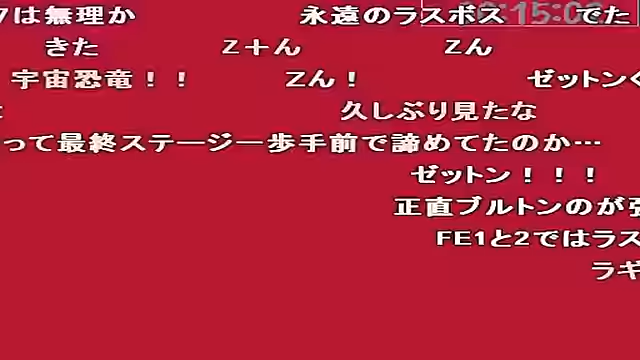 7は無理か 永遠のラスボス でた
きた Z＋ん Zん
宇宙恐竜！！ Zん！ ゼットンく
久しぶり見たな
って最終ステージ一歩手前で諦めてたのか…
ゼットン！！！
正直ブルトンのが強
FE1と2ではラス
ラギ